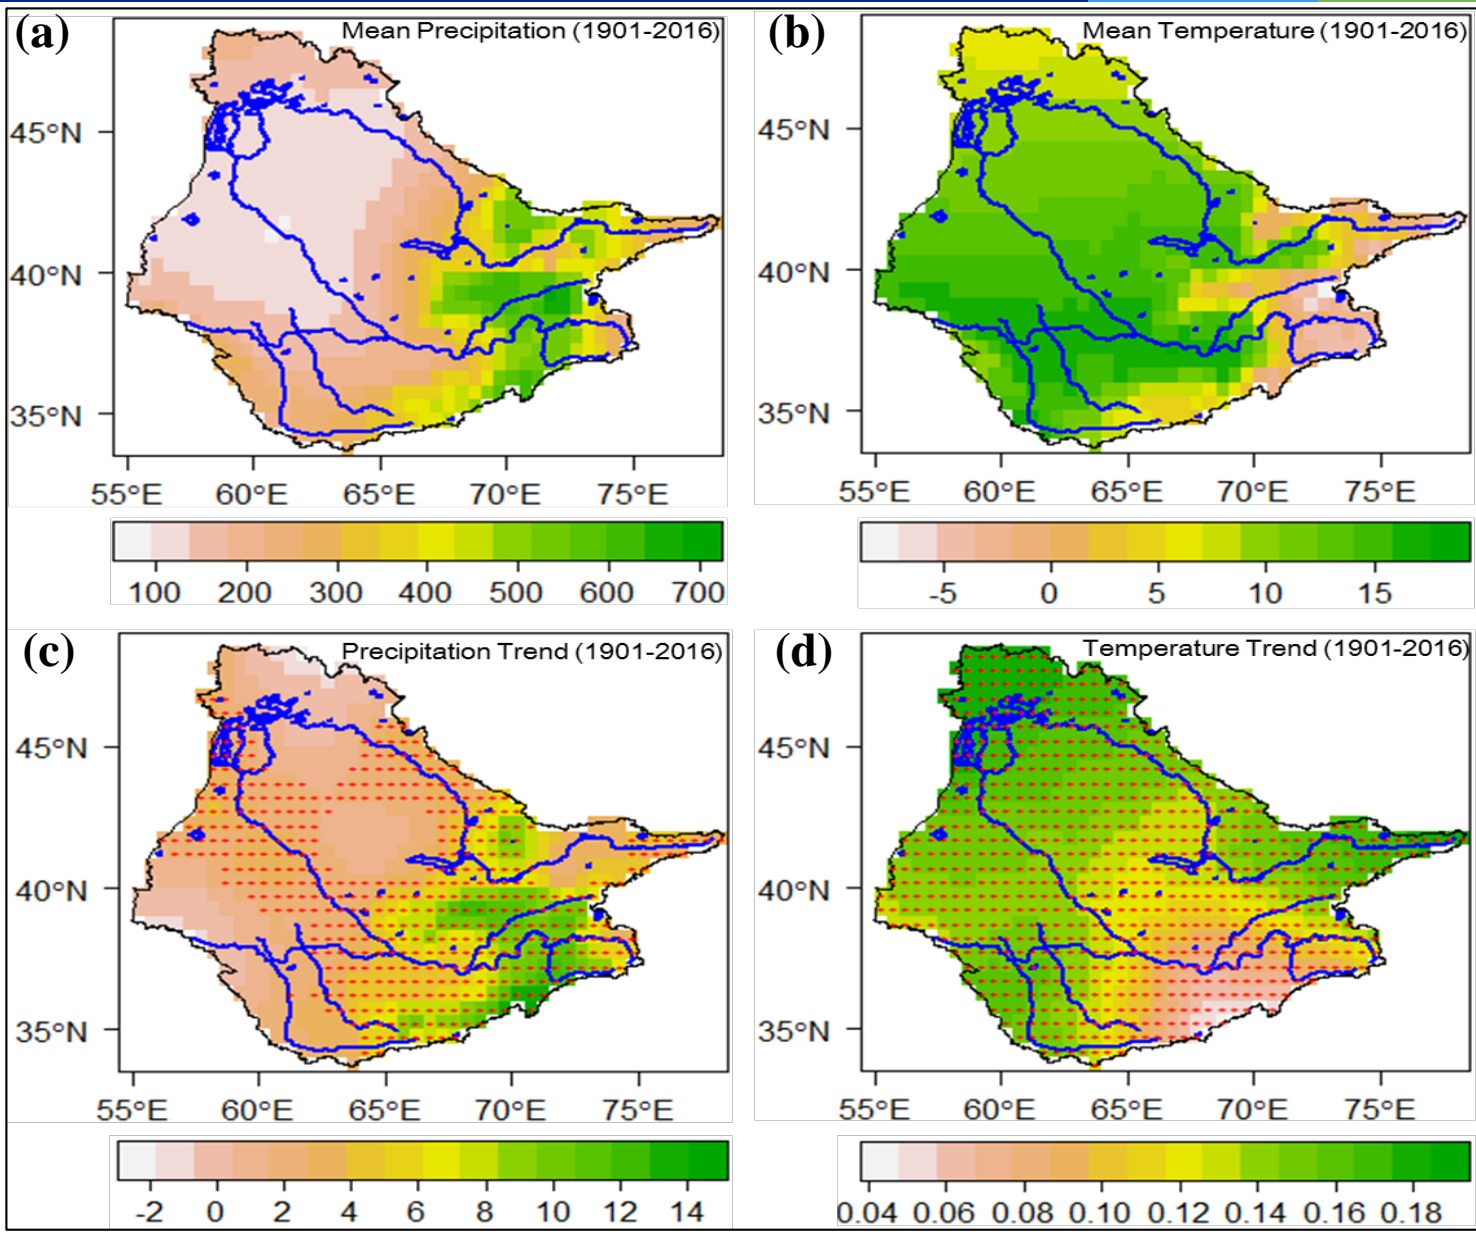 (a) Mean Precipitation (1901-2016)
45°N
40°N
35°N
55°E 60°E 65°E 70°E 75°E
100 200 300 400 500 600 700
(b) Mean Temperature (1901-2016)
45°N
40°N
35°N
55°E 60°E 65°E 70°E 75°E
-5 0 5 10 15
(c) Precipitation Trend (1901-2016)
45°N
40°N
35°N
55°E 60°E 65°E 70°E 75°E
-2 0 2 4 6 8 10 12 14
(d) Temperature Trend (1901-2016)
45°N
40°N
35°N
55°E 60°E 65°E 70°E 75°E
0.04 0.06 0.08 0.10 0.12 0.14 0.16 0.18